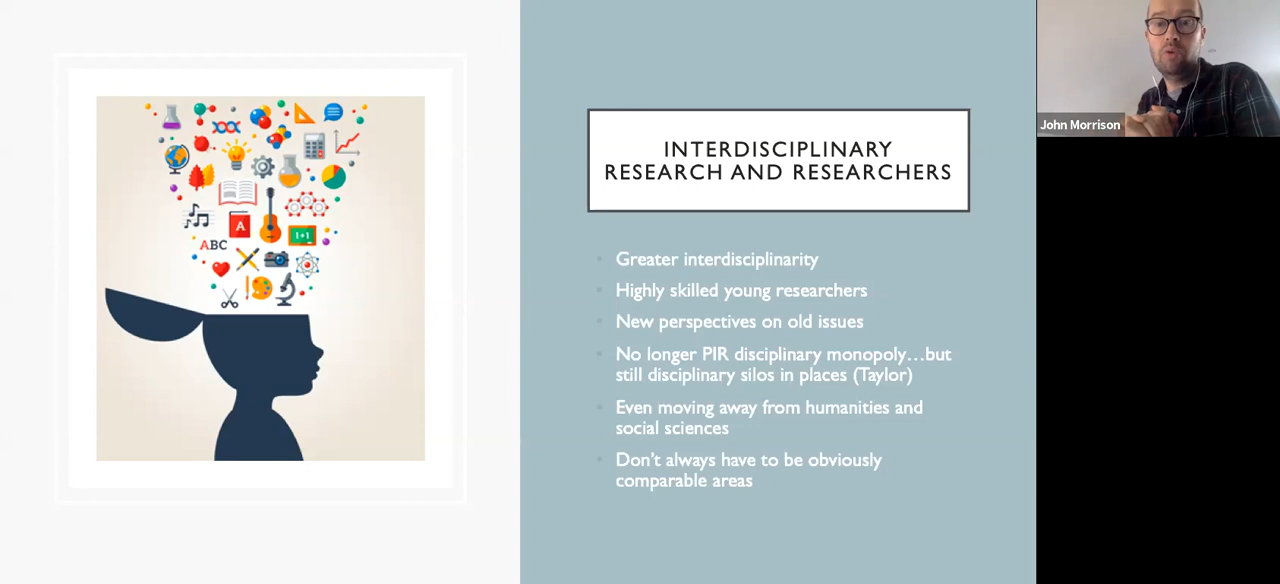 INTERDISCIPLINARY
RESEARCH AND RESEARCHERS
Greater interdisciplinarity
Highly skilled young researchers
New perspectives on old issues
No longer PIR disciplinary monopoly…but
still disciplinary silos in places (Taylor)
Even moving away from humanities and
social sciences
Don’t always have to be obviously
comparable areas
A
1+1
ABC
John Morrison